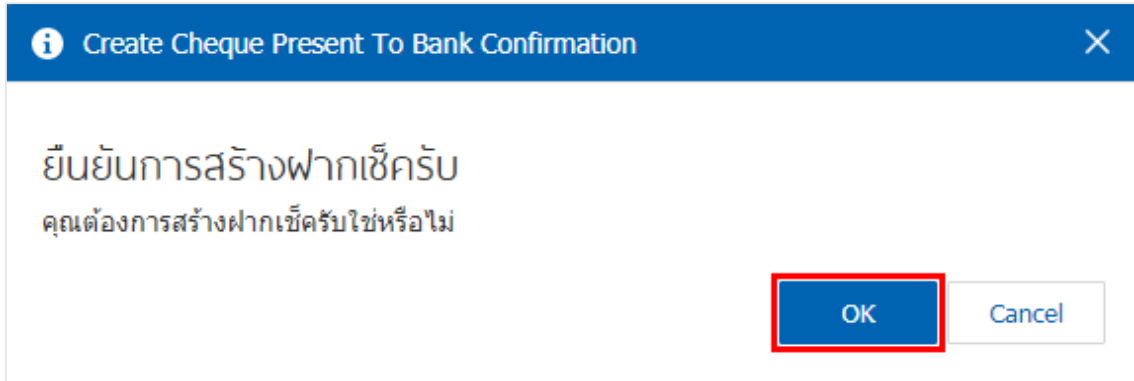 Create Cheque Present To Bank Confirmation
ยืนยันการสร้างฝากเช็ครับ
คุณต้องการสร้างฝากเช็ครับใช่หรือไม่
OK Cancel